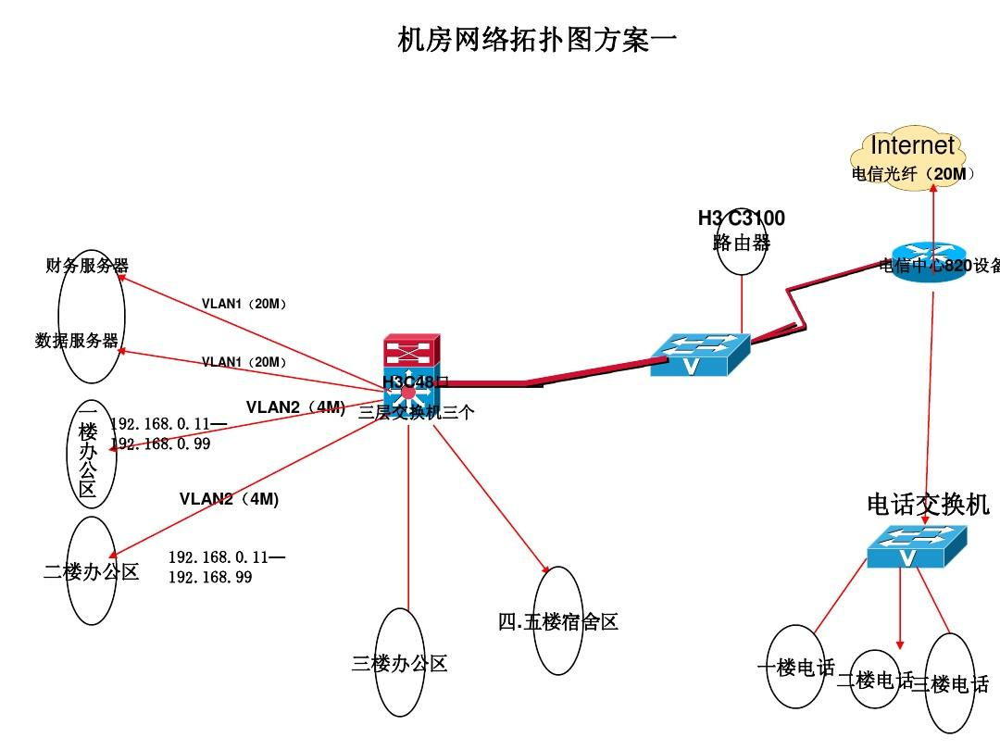 机房网络拓扑图方案一
Internet
电信光纤（20M）
H3 C3100
路由器
电信中心820设备
财务服务器
VLAN1（20M）
数据服务器
VLAN1（20M）
H3C48口
三层交换机三个
VLAN2（4M)
一楼办公区
192.168.0.11—
192.168.0.99
VLAN2（4M)
二楼办公区
192.168.0.11—
192.168.99
V
电话交换机
V
四.五楼宿舍区
三楼办公区
一楼电话
二楼电话
三楼电话